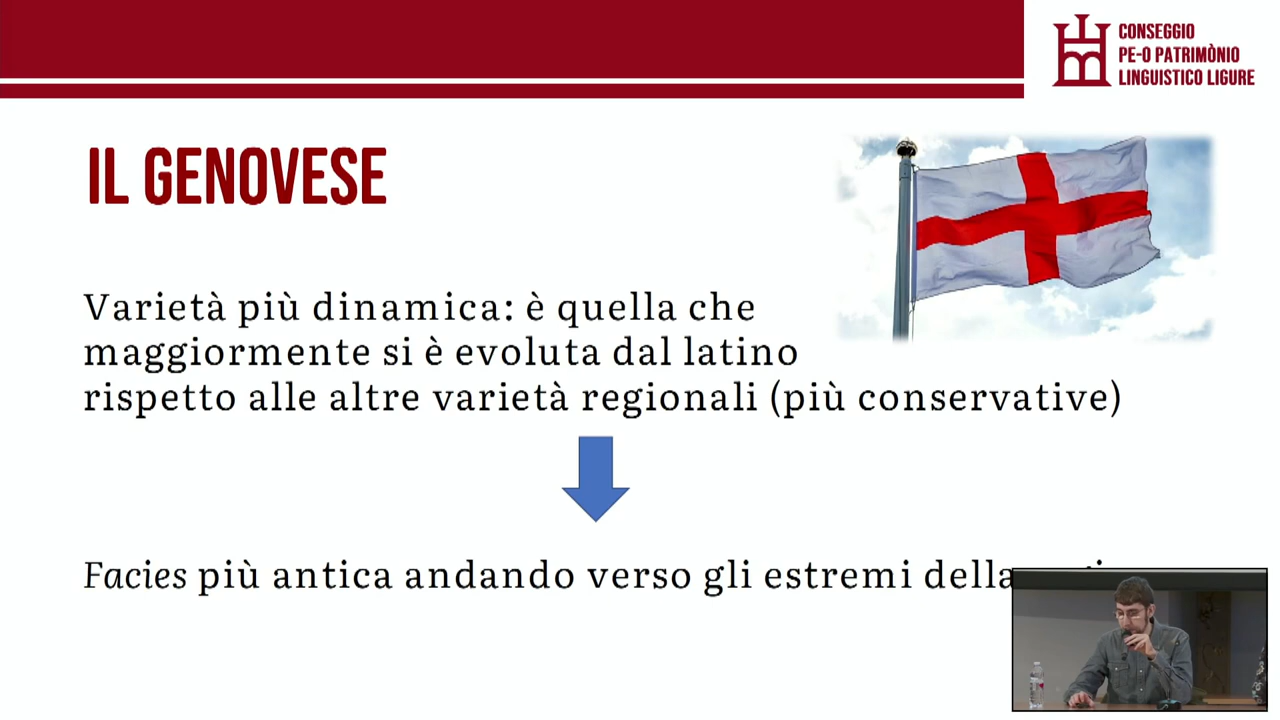 CONSEGGIO
PE-O PATRIMÒNIO
LINGUISTICO LIGURE
IL GENOVESE
Varietà più dinamica: è quella che
maggiormente si è evoluta dal latino
rispetto alle altre varietà regionali (più conservative)
Facies più antica andando verso gli estremi della